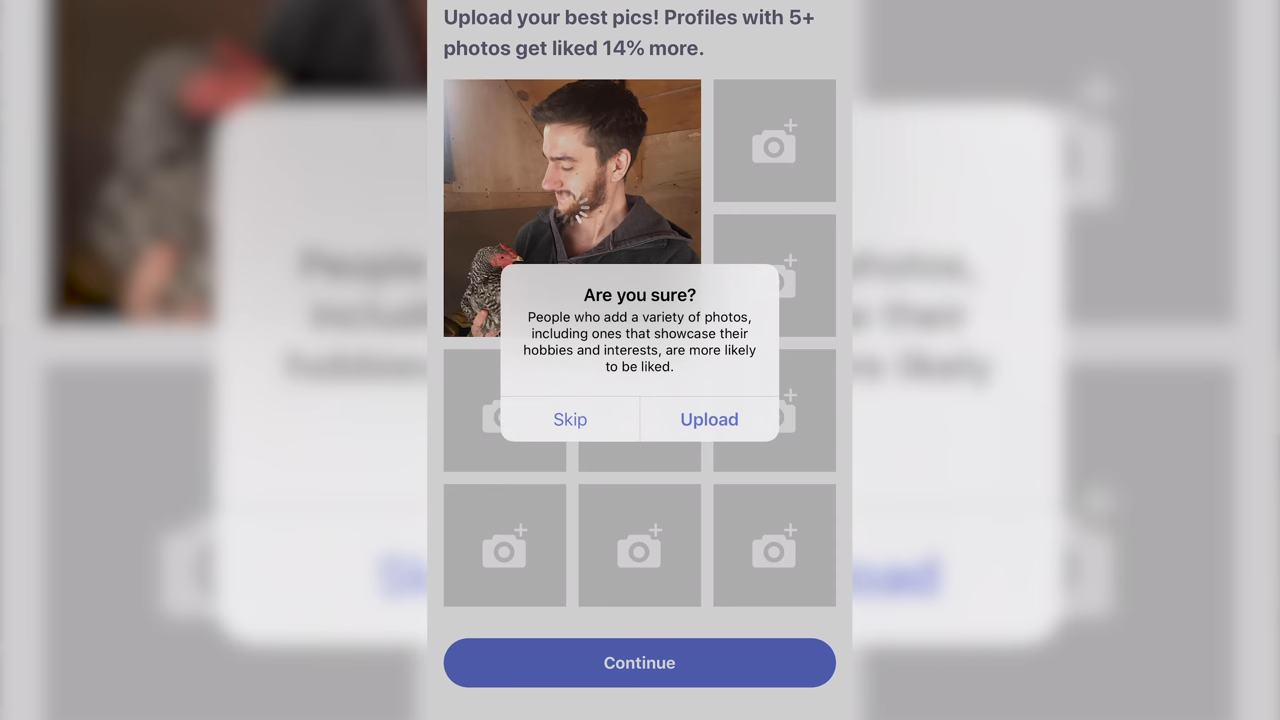 Upload your best pics! Profiles with 5+
photos get liked 14% more.
Are you sure?
People who add a variety of photos,
including ones that showcase their
hobbies and interests, are more likely
to be liked.
Skip
Upload
Continue